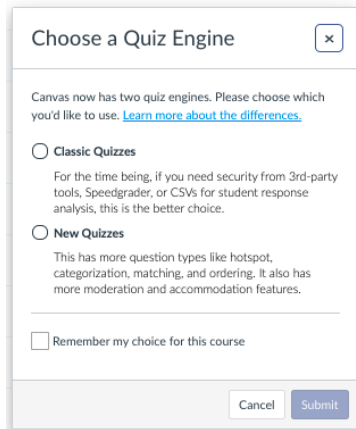 Choose a Quiz Engine
Canvas now has two quiz engines. Please choose which
you'd like to use. Learn more about the differences.
Classic Quizzes
For the time being, if you need security from 3rd-party
tools, Speedgrader, or CSVs for student response
analysis, this is the better choice.
New Quizzes
This has more question types like hotspot,
categorization, matching, and ordering. It also has
more moderation and accommodation features.
Remember my choice for this course
Cancel Submit